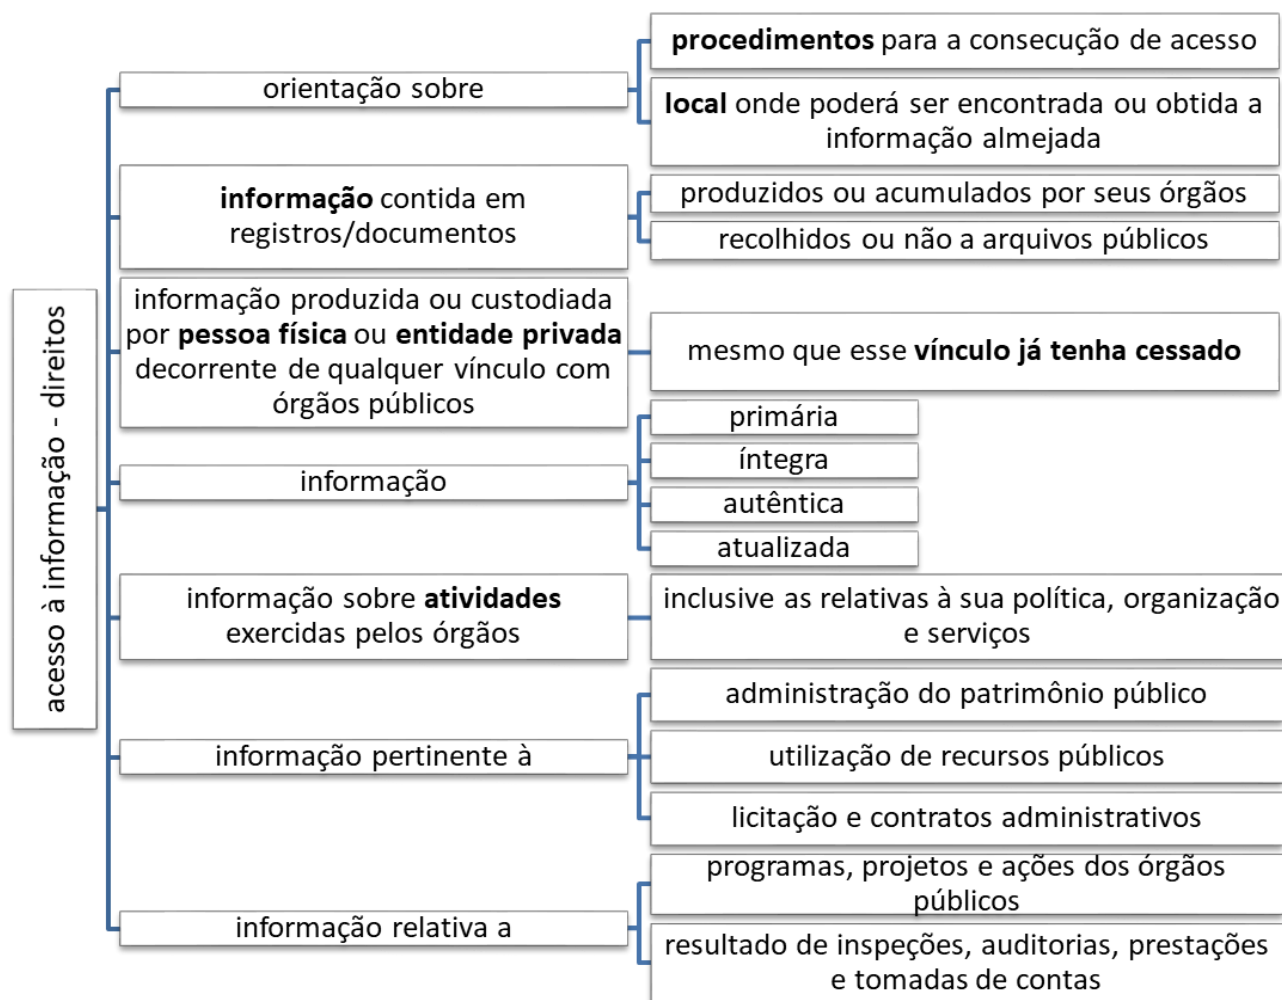 acesso à informação - direitos
orientação sobre
procedimentos para a consecução de acesso
local onde poderá ser encontrada ou obtida a
informação almejada
informação contida em
registros/documentos
produzidos ou acumulados por seus órgãos
recolhidos ou não a arquivos públicos
informação produzida ou custodiada
por pessoa física ou entidade privada
decorrente de qualquer vínculo com
órgãos públicos
mesmo que esse vínculo já tenha cessado
informação
primária
íntegra
autêntica
atualizada
informação sobre atividades
exercidas pelos órgãos
inclusive as relativas à sua política, organização
e serviços
informação pertinente à
administração do patrimônio público
utilização de recursos públicos
licitação e contratos administrativos
informação relativa a
programas, projetos e ações dos órgãos
públicos
resultado de inspeções, auditorias, prestações
e tomadas de contas